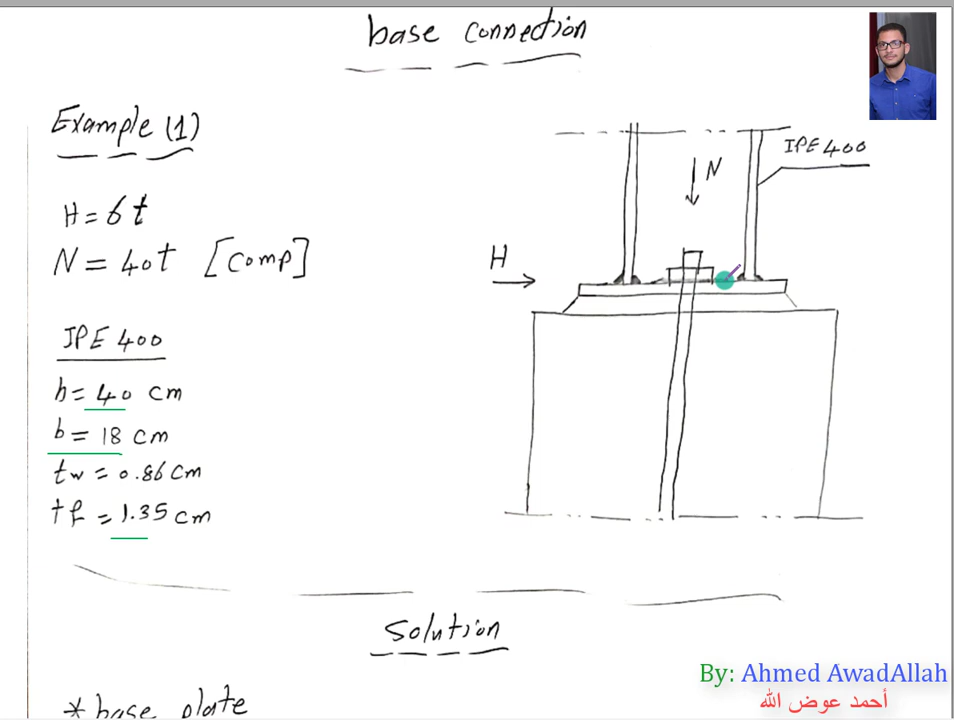 base connection
Example (1)
H = 6t
N = 40t [comp]
IPE 400
h = 40 cm
b = 18 cm
tw = 0.86 cm
tf = 1.35 cm
IPE 400
N
H
Solution
* base plate
By: Ahmed AwadAllah
أحمد عوض الله